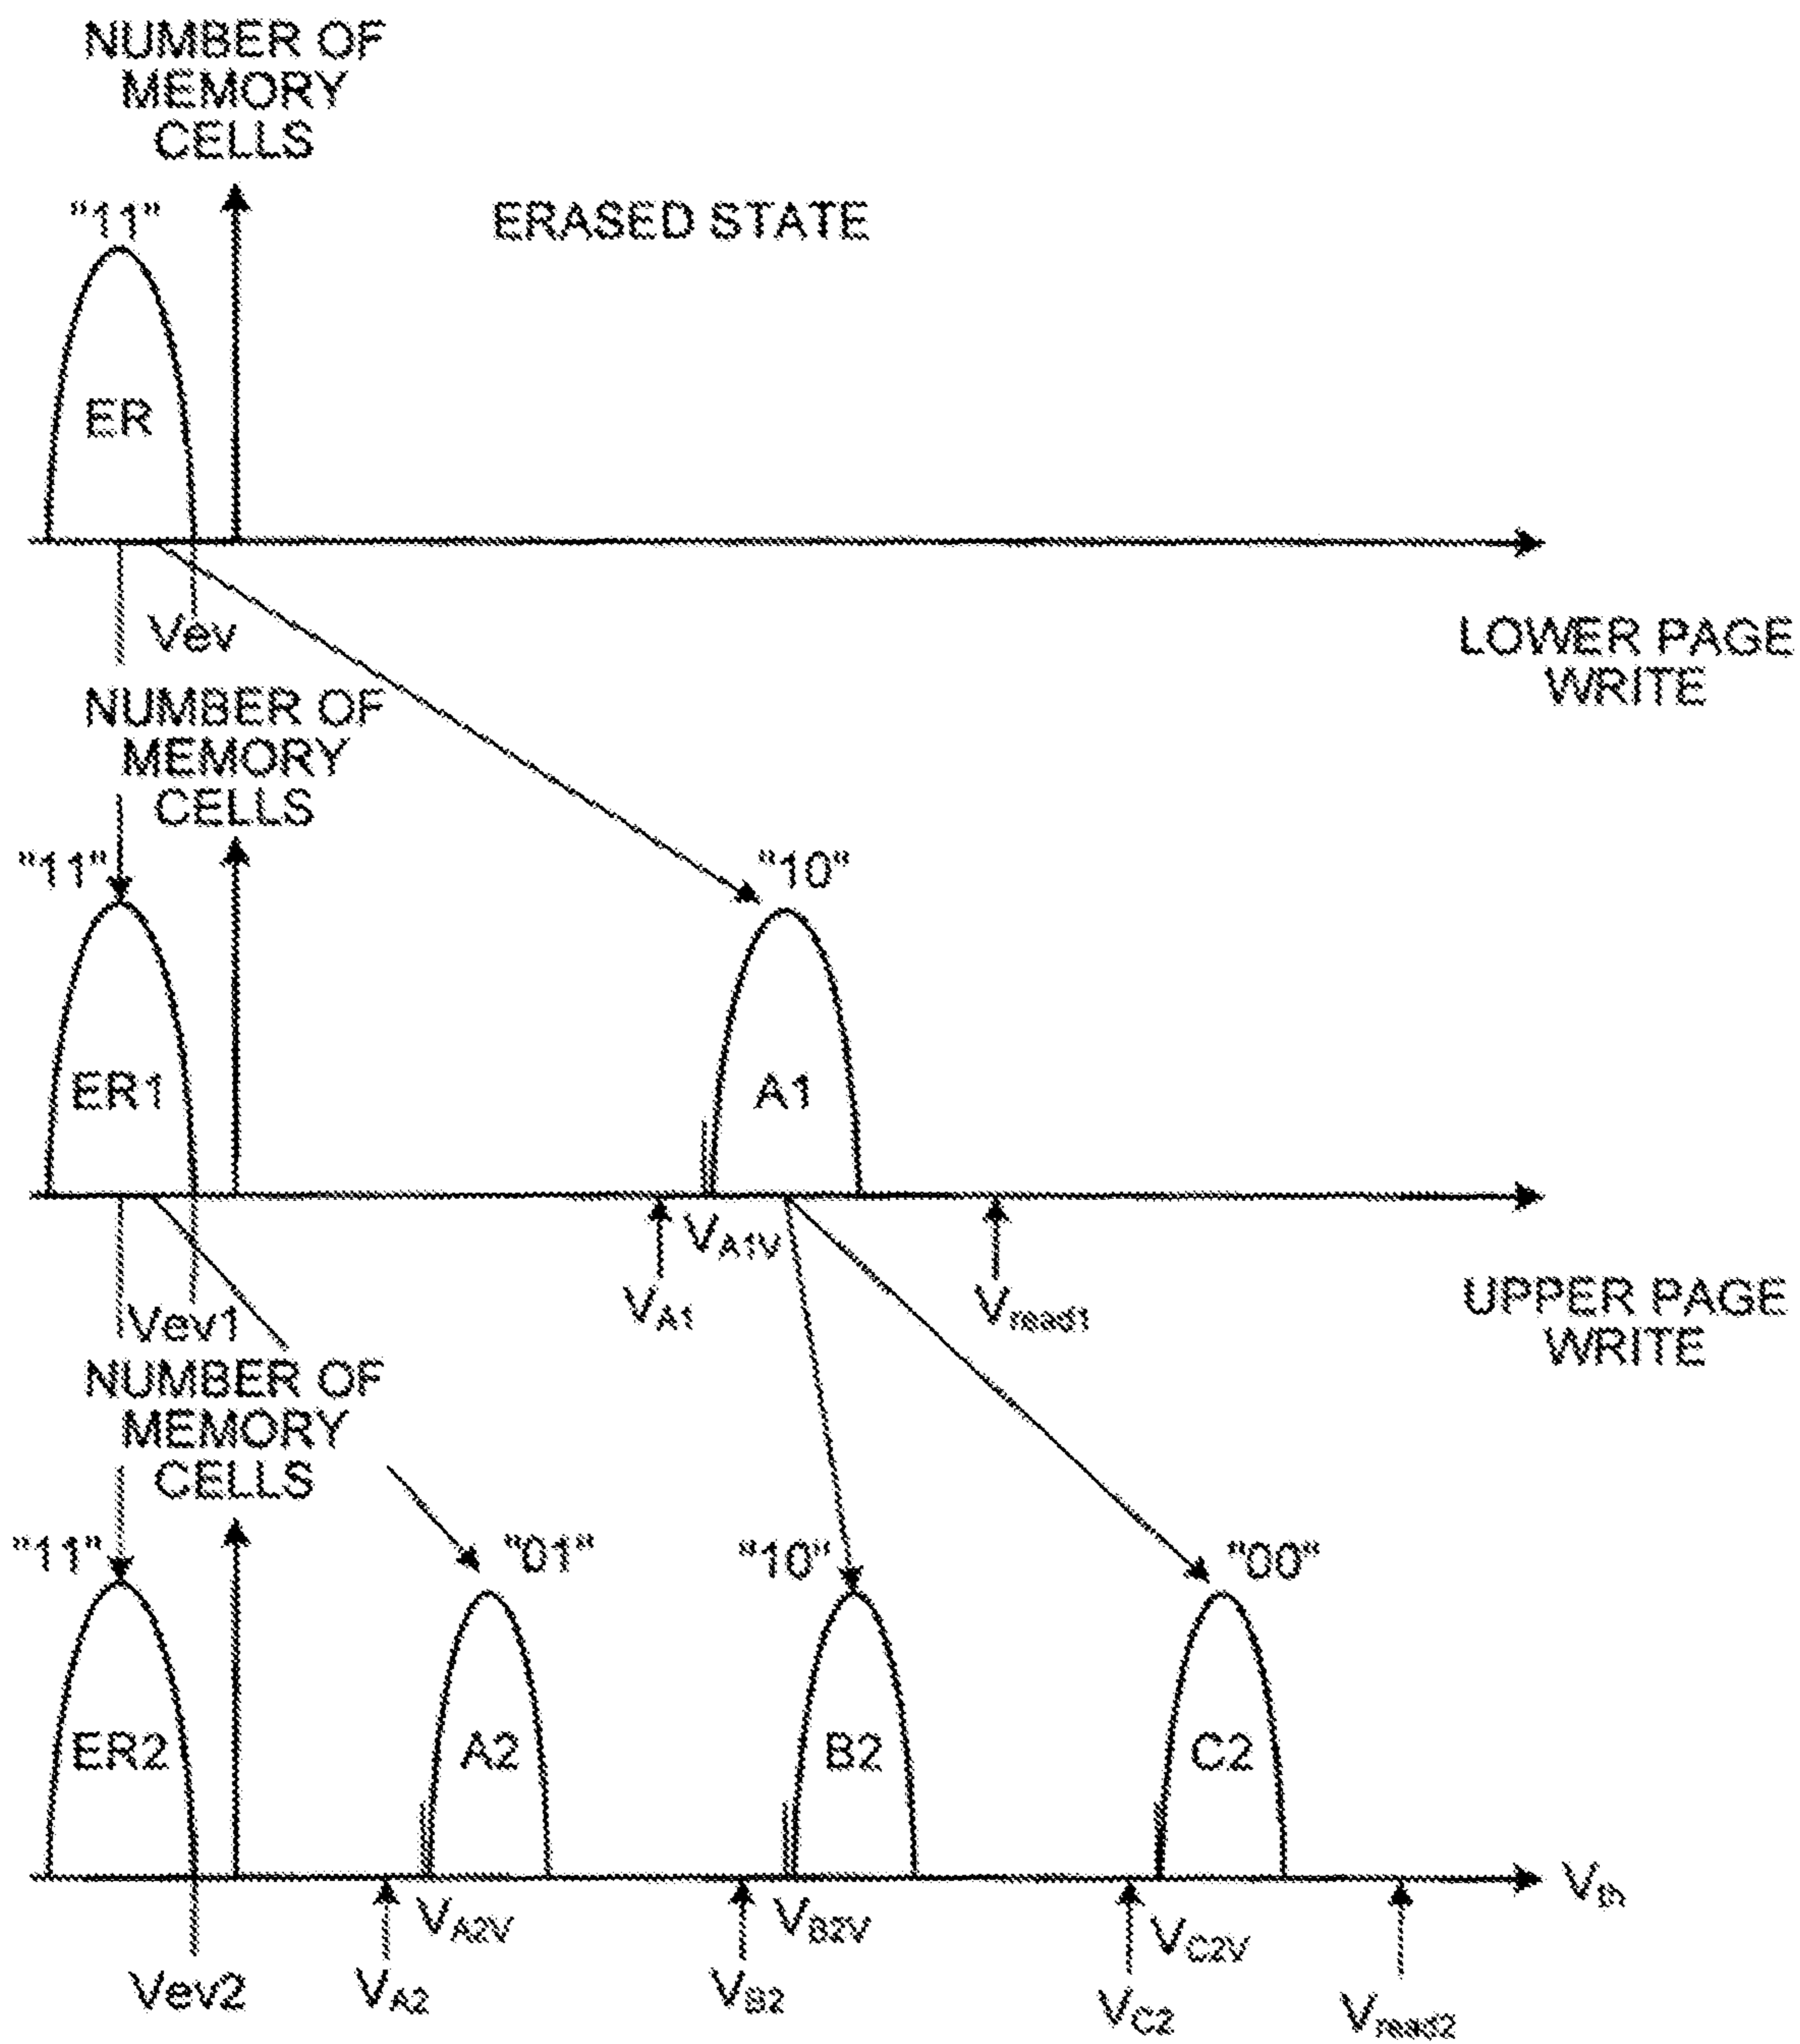 NUMBER OF
MEMORY
CELLS
"11"
ERASED STATE
ER
Vev
LOWER PAGE
WRITE
NUMBER OF
MEMORY
CELLS
"11"
"10"
ER1
A1
VA1V
VA1
Vread1
Vev1
UPPER PAGE
WRITE
NUMBER OF
MEMORY
CELLS
"11"
"01"
"10"
"00"
ER2
A2
B2
C2
Vth
VA2V
VB2V
VC2V
Vev2
VA2
VB2
VC2
Vread2